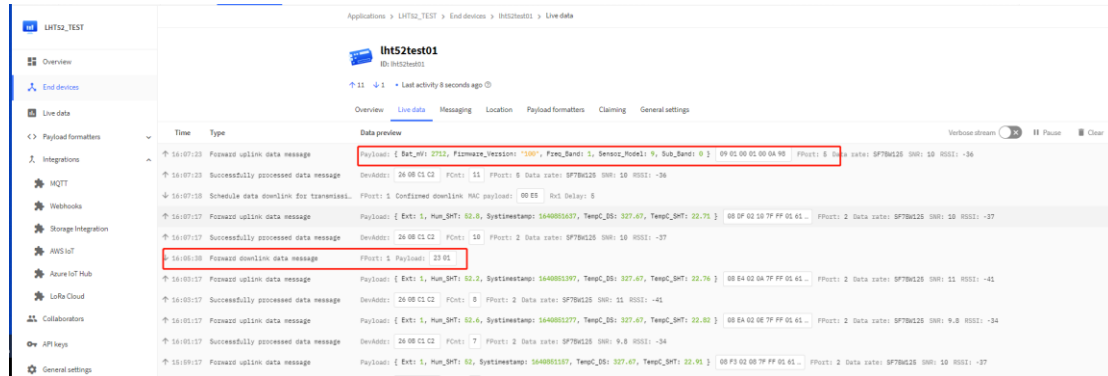 Applications > LHTS2_TEST > End devices > lht52test01 > Live data
LHTS2_TEST
lht52test01
ID: lht52test01
Overview
↑ 11 ↓ 1 • Last activity 8 seconds ago
End devices
Overview Live data Messaging Location Payload formatters Claiming General settings
Live data
Time Type Data preview Verbose stream Pause Clear
Payload formatters
↑ 16:07:23 Forward uplink data message Payload: { Bat_mV: 2712, Firmware_Version: "100", Freq_Band: 1, Sensor_Model: 9, Sub_Band: 0 } 09 01 00 01 00 0A 98 FPort: 5 Data rate: SF7BW125 SNR: 10 RSSI: -36
Integrations
↑ 16:07:23 Successfully processed data message DevAddr: 26 0B C1 C2 FCnt: 11 FPort: 5 Data rate: SF7BW125 SNR: 10 RSSI: -36
MQTT
↓ 16:07:18 Schedule data downlink for transmissi… FPort: 1 Confirmed downlink MAC payload: 00 E5 Rx1 Delay: 5
Webhooks
↑ 16:07:17 Forward uplink data message Payload: { Ext: 1, Hum_SHT: 52.8, Systimestamp: 1640851637, TempC_DS: 327.67, TempC_SHT: 22.71 } 08 DF 02 10 7F FF 01 61 … FPort: 2 Data rate: SF7BW125 SNR: 10 RSSI: -37
Storage Integration
↑ 16:07:17 Successfully processed data message DevAddr: 26 0B C1 C2 FCnt: 10 FPort: 2 Data rate: SF7BW125 SNR: 10 RSSI: -37
AWS IoT
Forward downlink data message FPort: 1 Payload: 23 01
Azure IoT Hub
↑ 16:03:17 Forward uplink data message Payload: { Ext: 1, Hum_SHT: 52.2, Systimestamp: 1640851397, TempC_DS: 327.67, TempC_SHT: 22.76 } 08 E4 02 0A 7F FF 01 61 … FPort: 2 Data rate: SF7BW125 SNR: 11 RSSI: -41
LoRa Cloud
↑ 16:03:17 Successfully processed data message DevAddr: 26 0B C1 C2 FCnt: 8 FPort: 2 Data rate: SF7BW125 SNR: 11 RSSI: -41
Collaborators
↑ 16:01:17 Forward uplink data message Payload: { Ext: 1, Hum_SHT: 52.6, Systimestamp: 1640851277, TempC_DS: 327.67, TempC_SHT: 22.82 } 08 EA 02 0E 7F FF 01 61 … FPort: 2 Data rate: SF7BW125 SNR: 9.8 RSSI: -34
API keys
↑ 16:01:17 Successfully processed data message DevAddr: 26 0B C1 C2 FCnt: 7 FPort: 2 Data rate: SF7BW125 SNR: 9.8 RSSI: -34
General settings
↑ 15:59:17 Forward uplink data message Payload: { Ext: 1, Hum_SHT: 52, Systimestamp: 1640851157, TempC_DS: 327.67, TempC_SHT: 22.91 } 08 F3 02 08 7F FF 01 61 … FPort: 2 Data rate: SF7BW125 SNR: 10 RSSI: -37